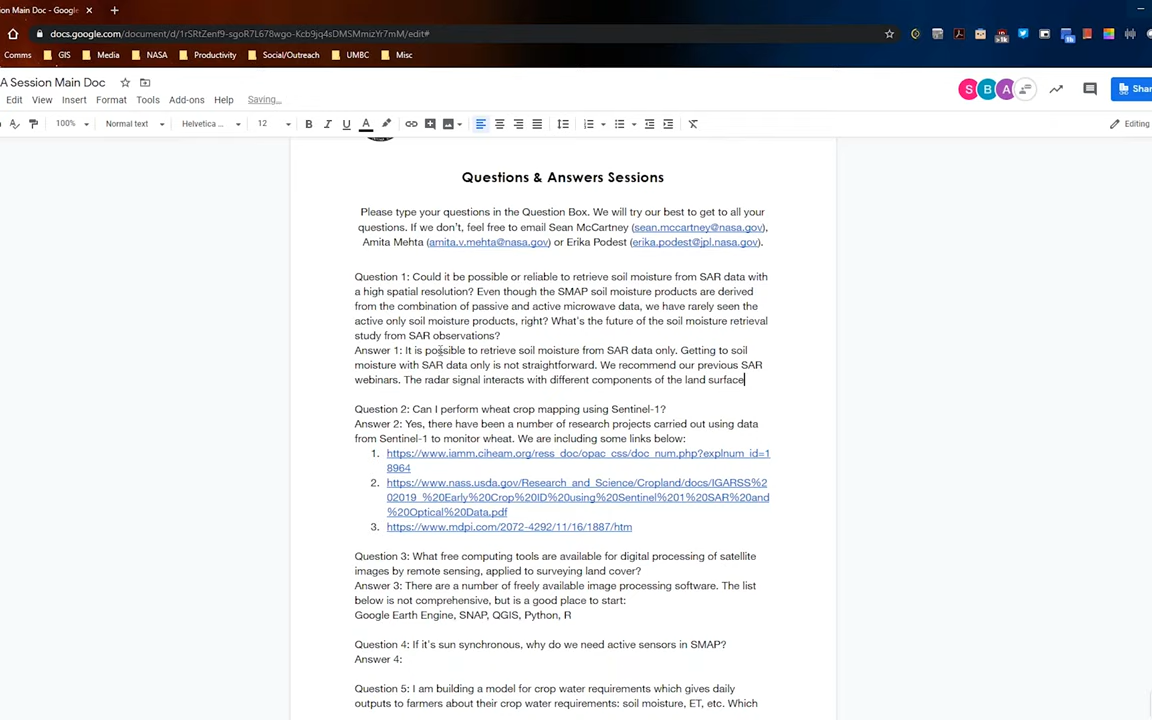 ion Main Doc - Google
docs.google.com/document/d/1rSRtZenf9-sgoR7L678wgo-Kcb9jq4sDMSMmizYr7mM/edit#
Comms GIS Media NASA Productivity Social/Outreach UMBC Misc
A Session Main Doc
Edit View Insert Format Tools Add-ons Help Saving...
S B A Shar
100% Normal text Helvetica ... 12 B I U A Editing
Questions & Answers Sessions
Please type your questions in the Question Box. We will try our best to get to all your
questions. If we don't, feel free to email Sean McCartney (sean.mccartney@nasa.gov),
Amita Mehta (amita.v.mehta@nasa.gov) or Erika Podest (erika.podest@jpl.nasa.gov).
Question 1: Could it be possible or reliable to retrieve soil moisture from SAR data with
a high spatial resolution? Even though the SMAP soil moisture products are derived
from the combination of passive and active microwave data, we have rarely seen the
active only soil moisture products, right? What's the future of the soil moisture retrieval
study from SAR observations?
Answer 1: It is possible to retrieve soil moisture from SAR data only. Getting to soil
moisture with SAR data only is not straightforward. We recommend our previous SAR
webinars. The radar signal interacts with different components of the land surface
Question 2: Can I perform wheat crop mapping using Sentinel-1?
Answer 2: Yes, there have been a number of research projects carried out using data
from Sentinel-1 to monitor wheat. We are including some links below:
1. https://www.iamm.ciheam.org/ress_doc/opac_css/doc_num.php?explnum_id=1
8964
2. https://www.nass.usda.gov/Research_and_Science/Cropland/docs/IGARSS%2
02019_%20Early%20Crop%20ID%20using%20Sentinel%201%20SAR%20and
%20Optical%20Data.pdf
3. https://www.mdpi.com/2072-4292/11/16/1887/htm
Question 3: What free computing tools are available for digital processing of satellite
images by remote sensing, applied to surveying land cover?
Answer 3: There are a number of freely available image processing software. The list
below is not comprehensive, but is a good place to start:
Google Earth Engine, SNAP, QGIS, Python, R
Question 4: If it's sun synchronous, why do we need active sensors in SMAP?
Answer 4:
Question 5: I am building a model for crop water requirements which gives daily
outputs to farmers about their crop water requirements: soil moisture, ET, etc. Which